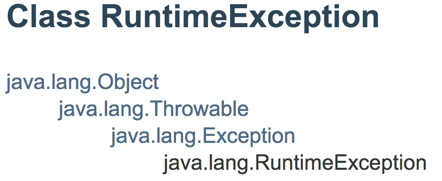 Class RuntimeException
java.lang.Object
java.lang.Throwable
java.lang.Exception
java.lang.RuntimeException